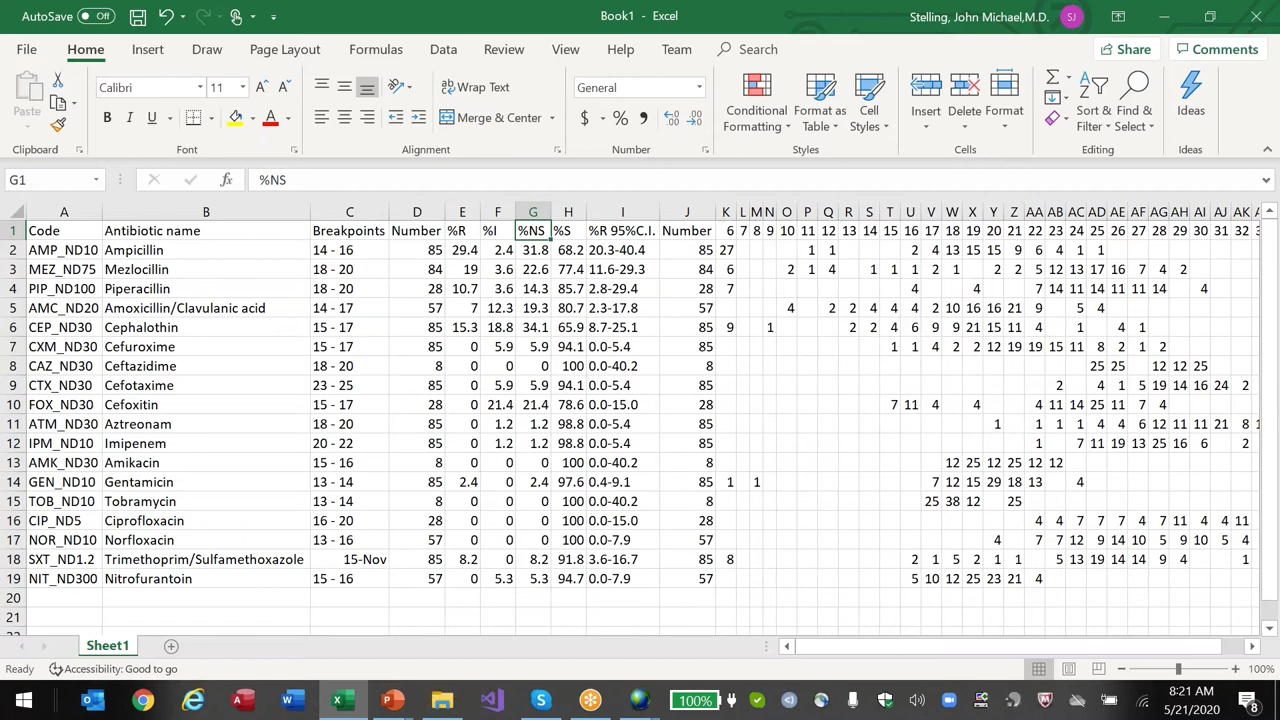 AutoSave Off Book1 - Excel Stelling, John Michael,M.D. SJ
File Home Insert Draw Page Layout Formulas Data Review View Help Team Search Share Comments
Paste Calibri 11 Wrap Text General Conditional Formatting Format as Table Cell Styles Insert Delete Format Sort & Filter Find & Select Ideas
B I U Merge & Center $ % ,
Clipboard Font Alignment Number Styles Cells Editing Ideas
G1 fx %NS
A B C D E F G H I J K L M N O P Q R S T U V W X Y Z AA AB AC AD AE AF AG AH AI AJ AK
1 Code Antibiotic name Breakpoints Number %R %I %NS %S %R 95%C.I. Number 6 7 8 9 10 11 12 13 14 15 16 17 18 19 20 21 22 23 24 25 26 27 28 29 30 31 32
2 AMP_ND10 Ampicillin 14 - 16 85 29.4 2.4 31.8 68.2 20.3-40.4 85 27 1 1 2 4 13 15 15 9 6 4 1 1
3 MEZ_ND75 Mezlocillin 18 - 20 84 19 3.6 22.6 77.4 11.6-29.3 84 6 2 1 4 1 1 1 2 1 2 2 5 12 13 17 16 7 4 2
4 PIP_ND100 Piperacillin 18 - 20 28 10.7 3.6 14.3 85.7 2.8-29.4 28 7 4 4 7 14 11 14 11 11 14 4
5 AMC_ND20 Amoxicillin/Clavulanic acid 14 - 17 57 7 12.3 19.3 80.7 2.3-17.8 57 4 2 2 4 4 4 2 10 16 16 21 9 5 4
6 CEP_ND30 Cephalothin 15 - 17 85 15.3 18.8 34.1 65.9 8.7-25.1 85 9 1 2 2 4 6 9 9 21 15 11 4 1 4 1
7 CXM_ND30 Cefuroxime 15 - 17 85 0 5.9 5.9 94.1 0.0-5.4 85 1 1 4 2 2 12 19 19 15 11 8 2 1 2
8 CAZ_ND30 Ceftazidime 18 - 20 8 0 0 0 100 0.0-40.2 8 25 25 12 12 25
9 CTX_ND30 Cefotaxime 23 - 25 85 0 5.9 5.9 94.1 0.0-5.4 85 2 4 1 5 19 14 16 24 2
10 FOX_ND30 Cefoxitin 15 - 17 28 0 21.4 21.4 78.6 0.0-15.0 28 7 11 4 4 4 11 14 25 11 7 4
11 ATM_ND30 Aztreonam 18 - 20 85 0 1.2 1.2 98.8 0.0-5.4 85 1 1 1 1 4 4 6 12 11 11 21 8
12 IPM_ND10 Imipenem 20 - 22 85 0 1.2 1.2 98.8 0.0-5.4 85 1 7 11 19 13 25 16 6 2
13 AMK_ND30 Amikacin 15 - 16 8 0 0 0 100 0.0-40.2 8 12 25 12 25 12 12
14 GEN_ND10 Gentamicin 13 - 14 85 2.4 0 2.4 97.6 0.4-9.1 85 1 1 7 12 15 29 18 13 4
15 TOB_ND10 Tobramycin 13 - 14 8 0 0 0 100 0.0-40.2 8 25 38 12 25
16 CIP_ND5 Ciprofloxacin 16 - 20 28 0 0 0 100 0.0-15.0 28 4 4 7 7 7 4 7 11 4 4 11
17 NOR_ND10 Norfloxacin 13 - 16 57 0 0 0 100 0.0-7.9 57 4 7 7 12 9 14 10 5 9 10 5 4
18 SXT_ND1.2 Trimethoprim/Sulfamethoxazole 15-Nov 85 8.2 0 8.2 91.8 3.6-16.7 85 8 2 1 5 2 1 1 5 13 19 14 14 9 4 1
19 NIT_ND300 Nitrofurantoin 15 - 16 57 0 5.3 5.3 94.7 0.0-7.9 57 5 10 12 25 23 21 4
20
21
Sheet1
Ready Accessibility: Good to go 100%
100% 8:21 AM
5/21/2020 8